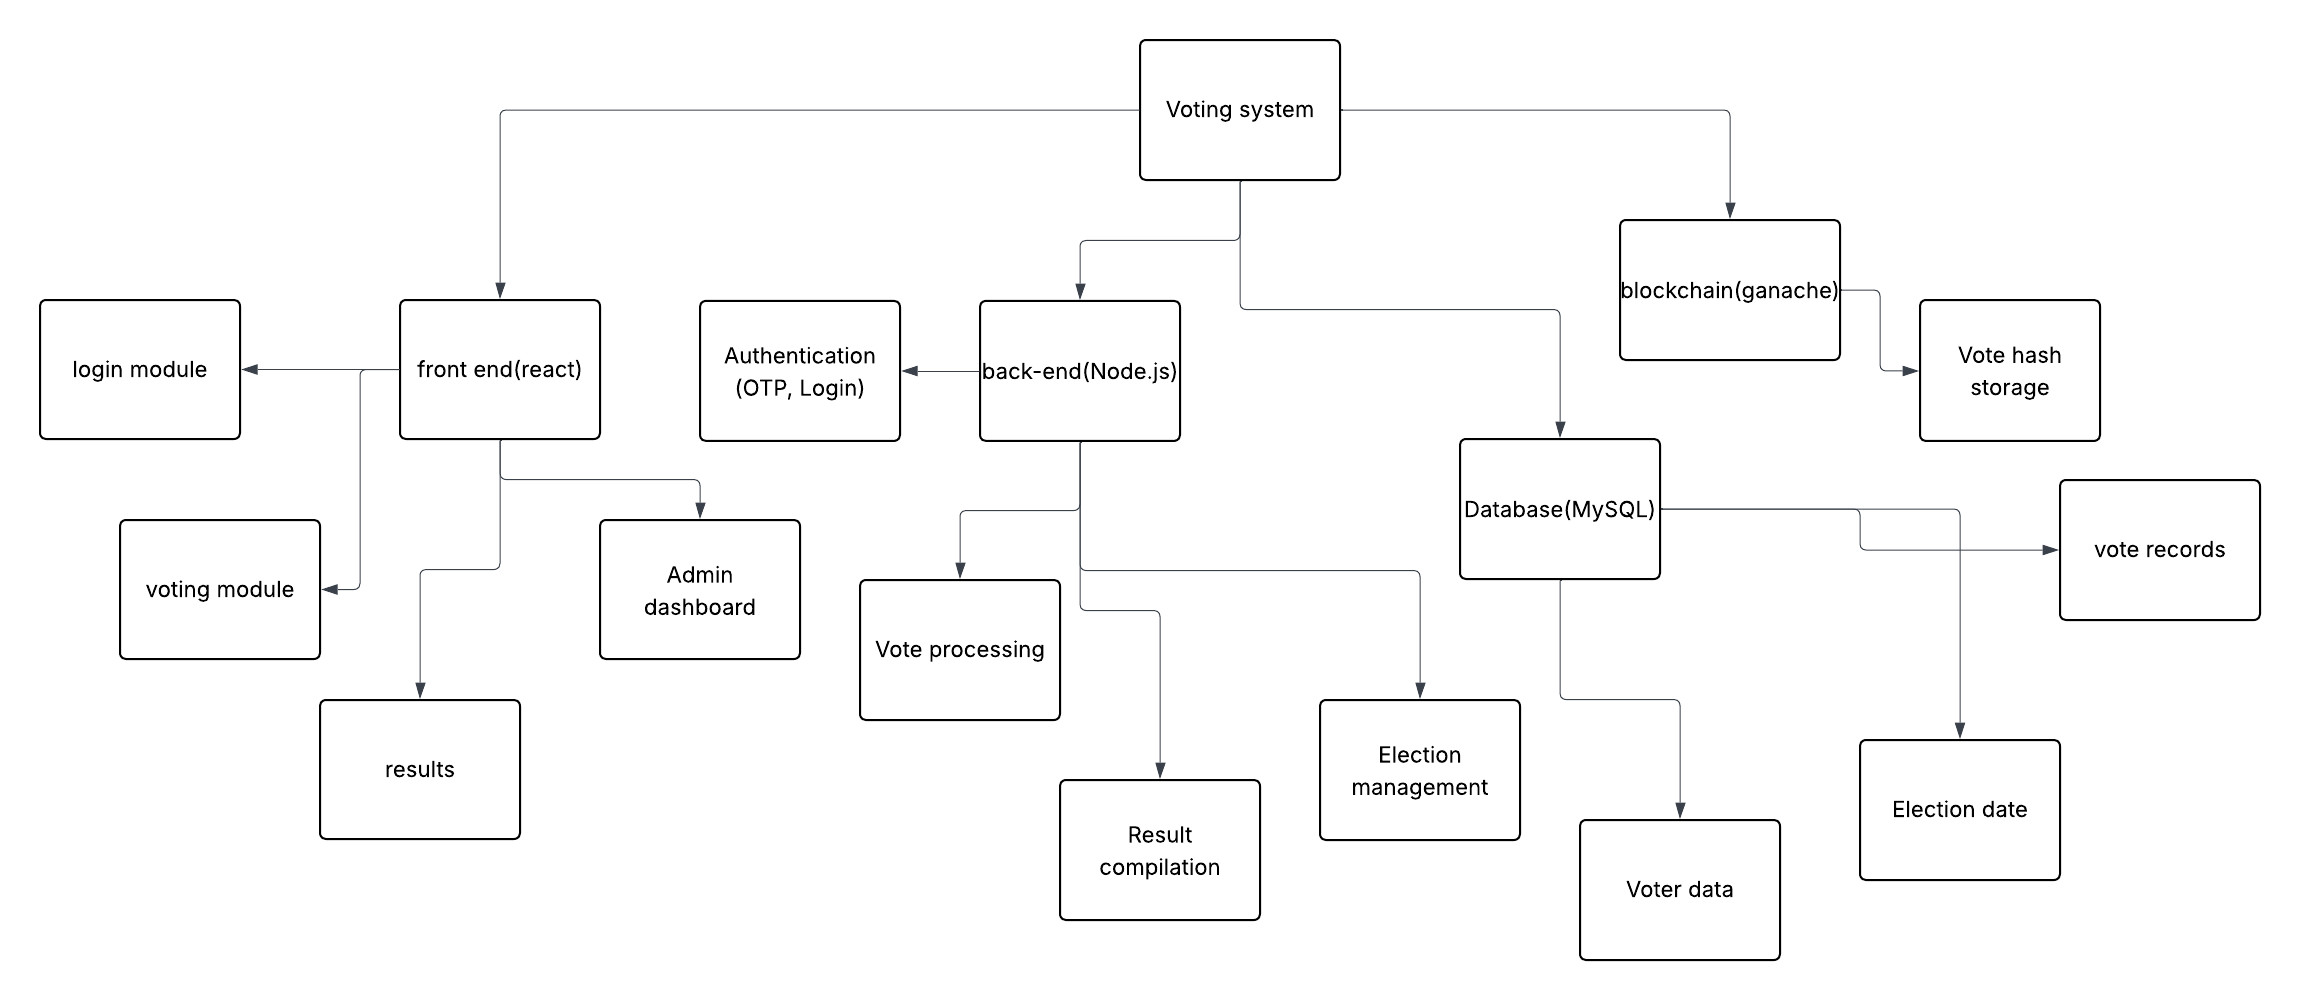 Voting system
blockchain(ganache)
login module
front end(react)
Authentication
(OTP, Login)
back-end(Node.js)
Vote hash
storage
Database(MySQL)
vote records
voting module
Admin
dashboard
Vote processing
results
Election
management
Result
compilation
Election date
Voter data